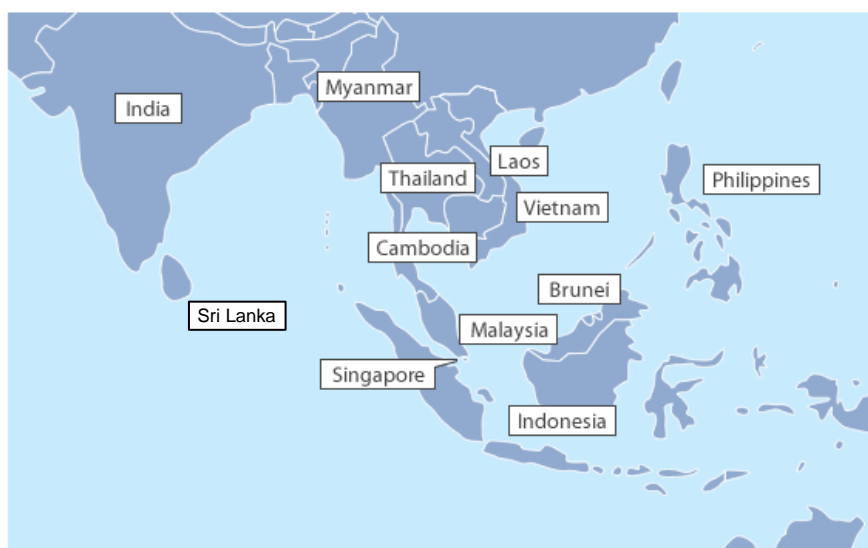 Myanmar
India
Laos
Thailand
Philippines
Vietnam
Cambodia
Brunei
Sri Lanka
Malaysia
Singapore
Indonesia